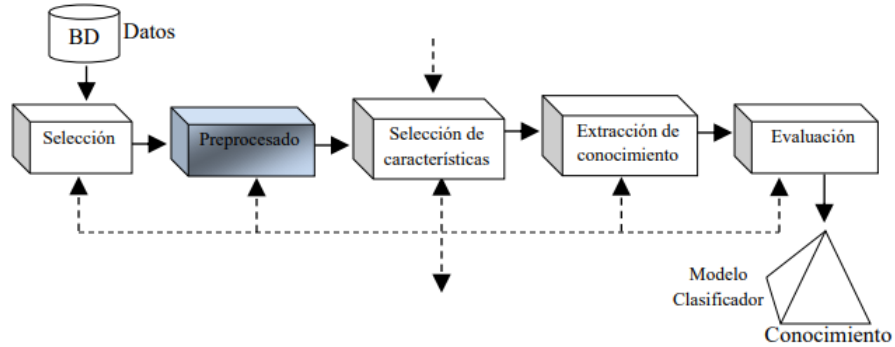 BD
Datos
Selección
Preprocesado
Selección de
características
Extracción de
conocimiento
Evaluación
Modelo
Clasificador
Conocimiento